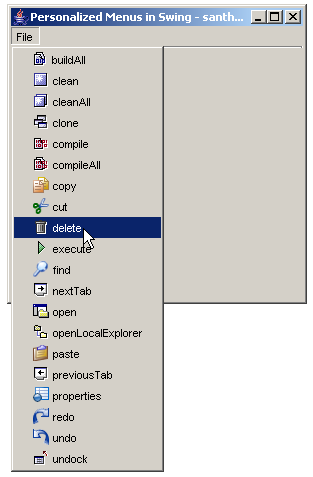 Personalized Menus in Swing - santh...
File
buildAll
clean
cleanAll
clone
compile
compileAll
copy
cut
delete
execute
find
nextTab
open
openLocalExplorer
paste
previousTab
properties
redo
undo
undock